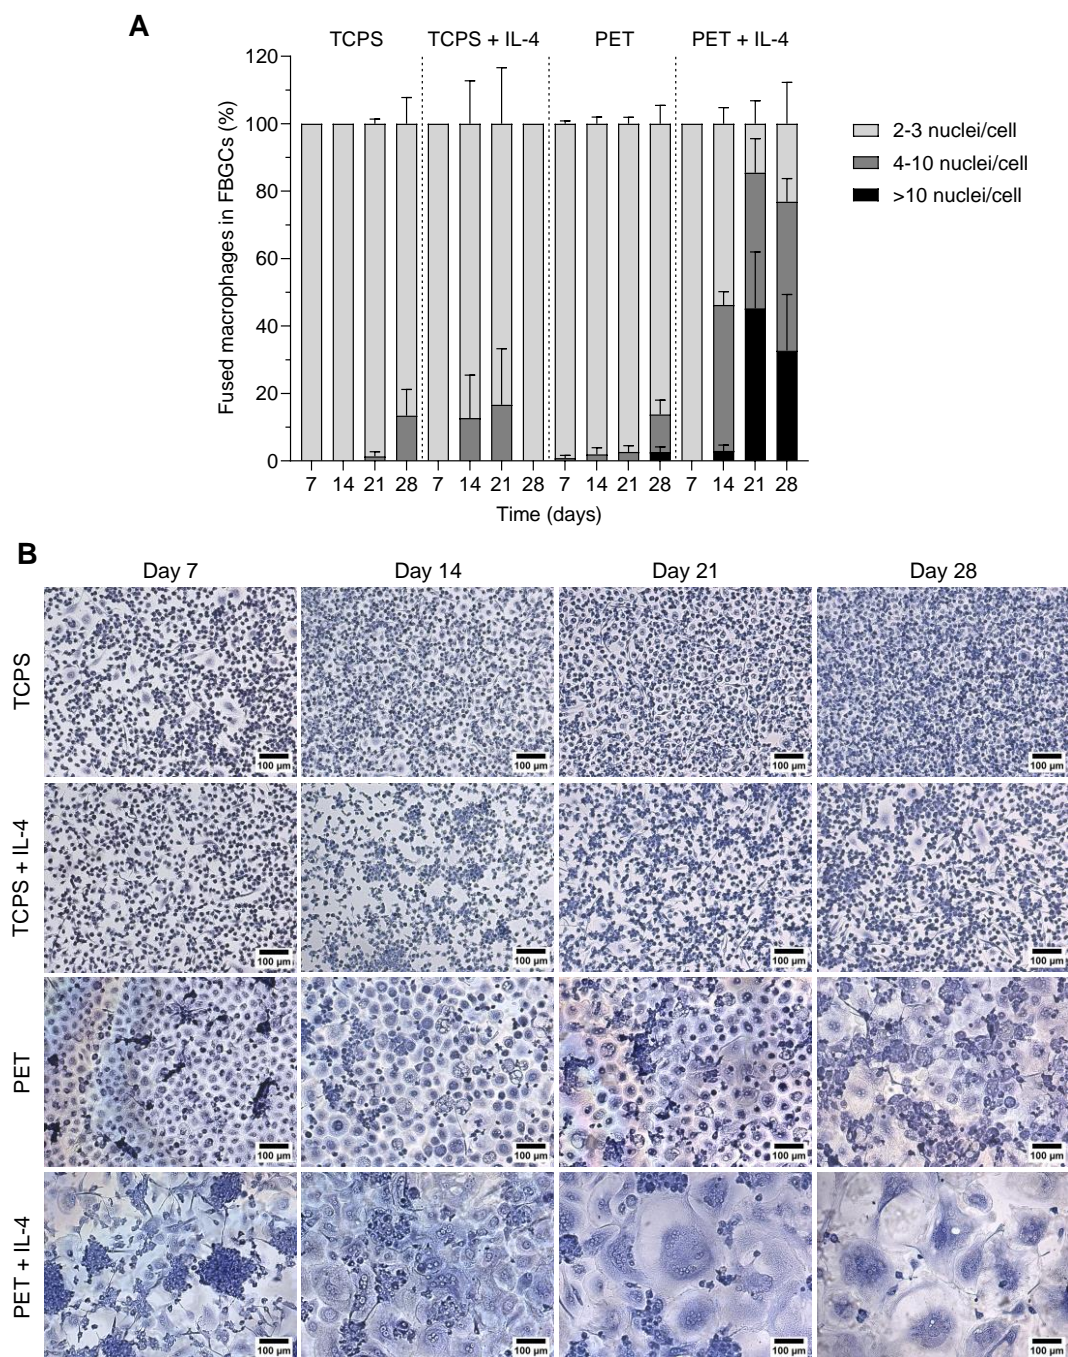 A
TCPS
TCPS + IL-4
PET
PET + IL-4
Fused macrophages in FBGCs (%)
120
100
80
60
40
20
0
7 14 21 28 7 14 21 28 7 14 21 28 7 14 21 28
Time (days)
2-3 nuclei/cell
4-10 nuclei/cell
>10 nuclei/cell
B
Day 7
Day 14
Day 21
Day 28
TCPS
100 µm
100 µm
100 µm
100 µm
TCPS + IL-4
100 µm
100 µm
100 µm
100 µm
PET
100 µm
100 µm
100 µm
100 µm
PET + IL-4
100 µm
100 µm
100 µm
100 µm